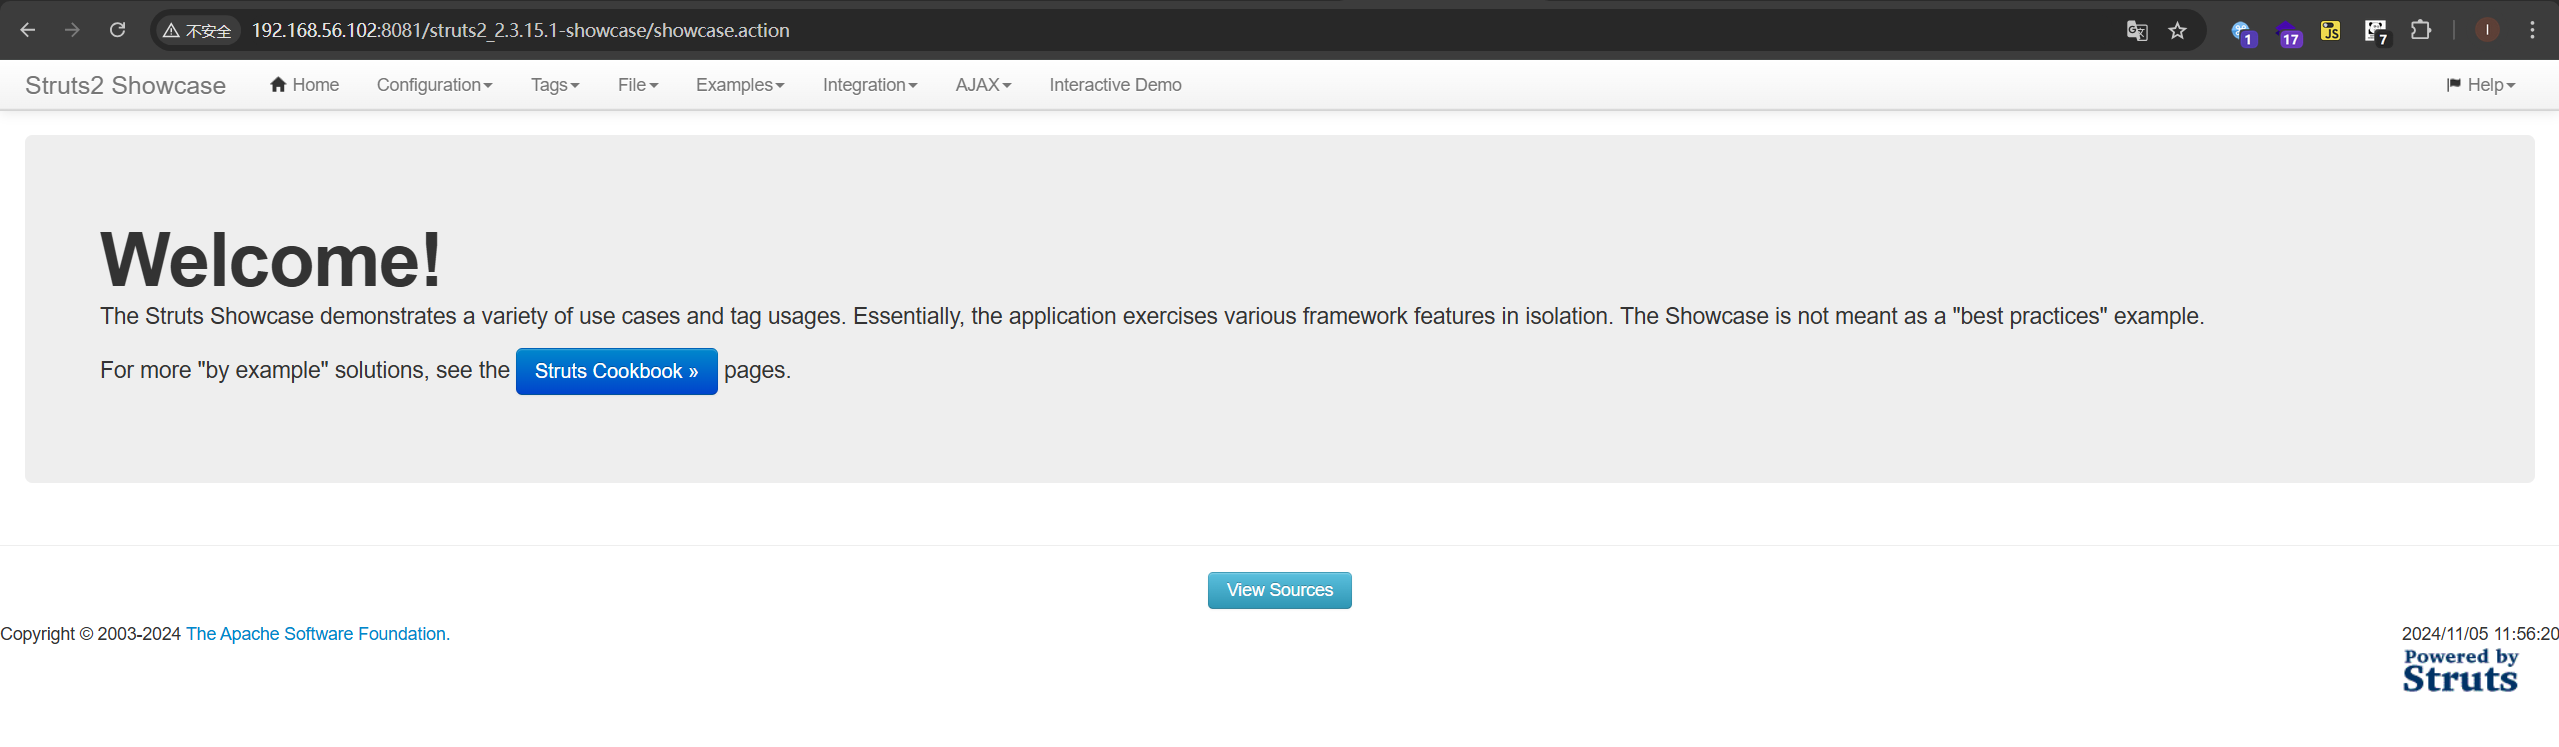 不安全 192.168.56.102:8081/struts2_2.3.15.1-showcase/showcase.action 1 17 JS 7 I
Struts2 Showcase Home Configuration Tags File Examples Integration AJAX Interactive Demo Help
Welcome!
The Struts Showcase demonstrates a variety of use cases and tag usages. Essentially, the application exercises various framework features in isolation. The Showcase is not meant as a "best practices" example.
For more "by example" solutions, see the Struts Cookbook » pages.
View Sources
Copyright © 2003-2024 The Apache Software Foundation.
2024/11/05 11:56:20
Powered by
Struts